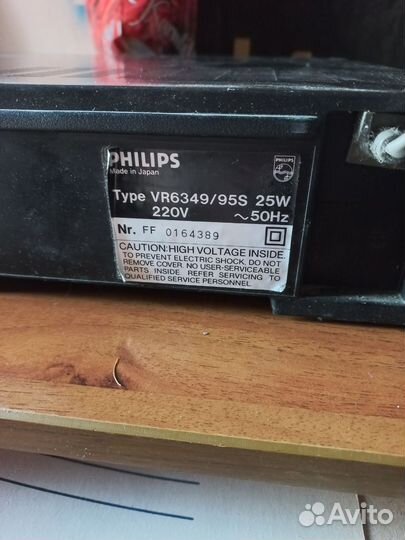 PHILIPS
Made in Japan
PHILIPS
Type VR6349/95S 25W
220V ~50Hz
Nr. FF 0164389
CAUTION:HIGH VOLTAGE INSIDE.
TO PREVENT ELECTRIC SHOCK. DO NOT
REMOVE COVER. NO USER-SERVICEABLE
PARTS INSIDE REFER SERVICING TO
QUALIFIED SERVICE PERSONNEL.
Avito